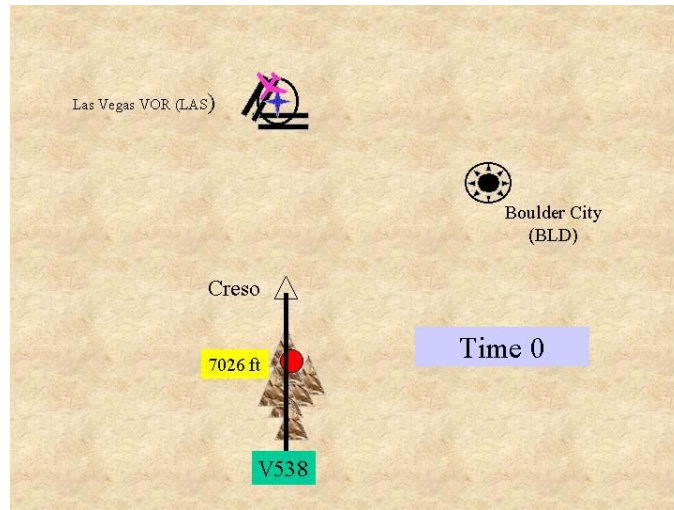 Las Vegas VOR (LAS)
Boulder City
(BLD)
Creso
Time 0
7026 ft
V538